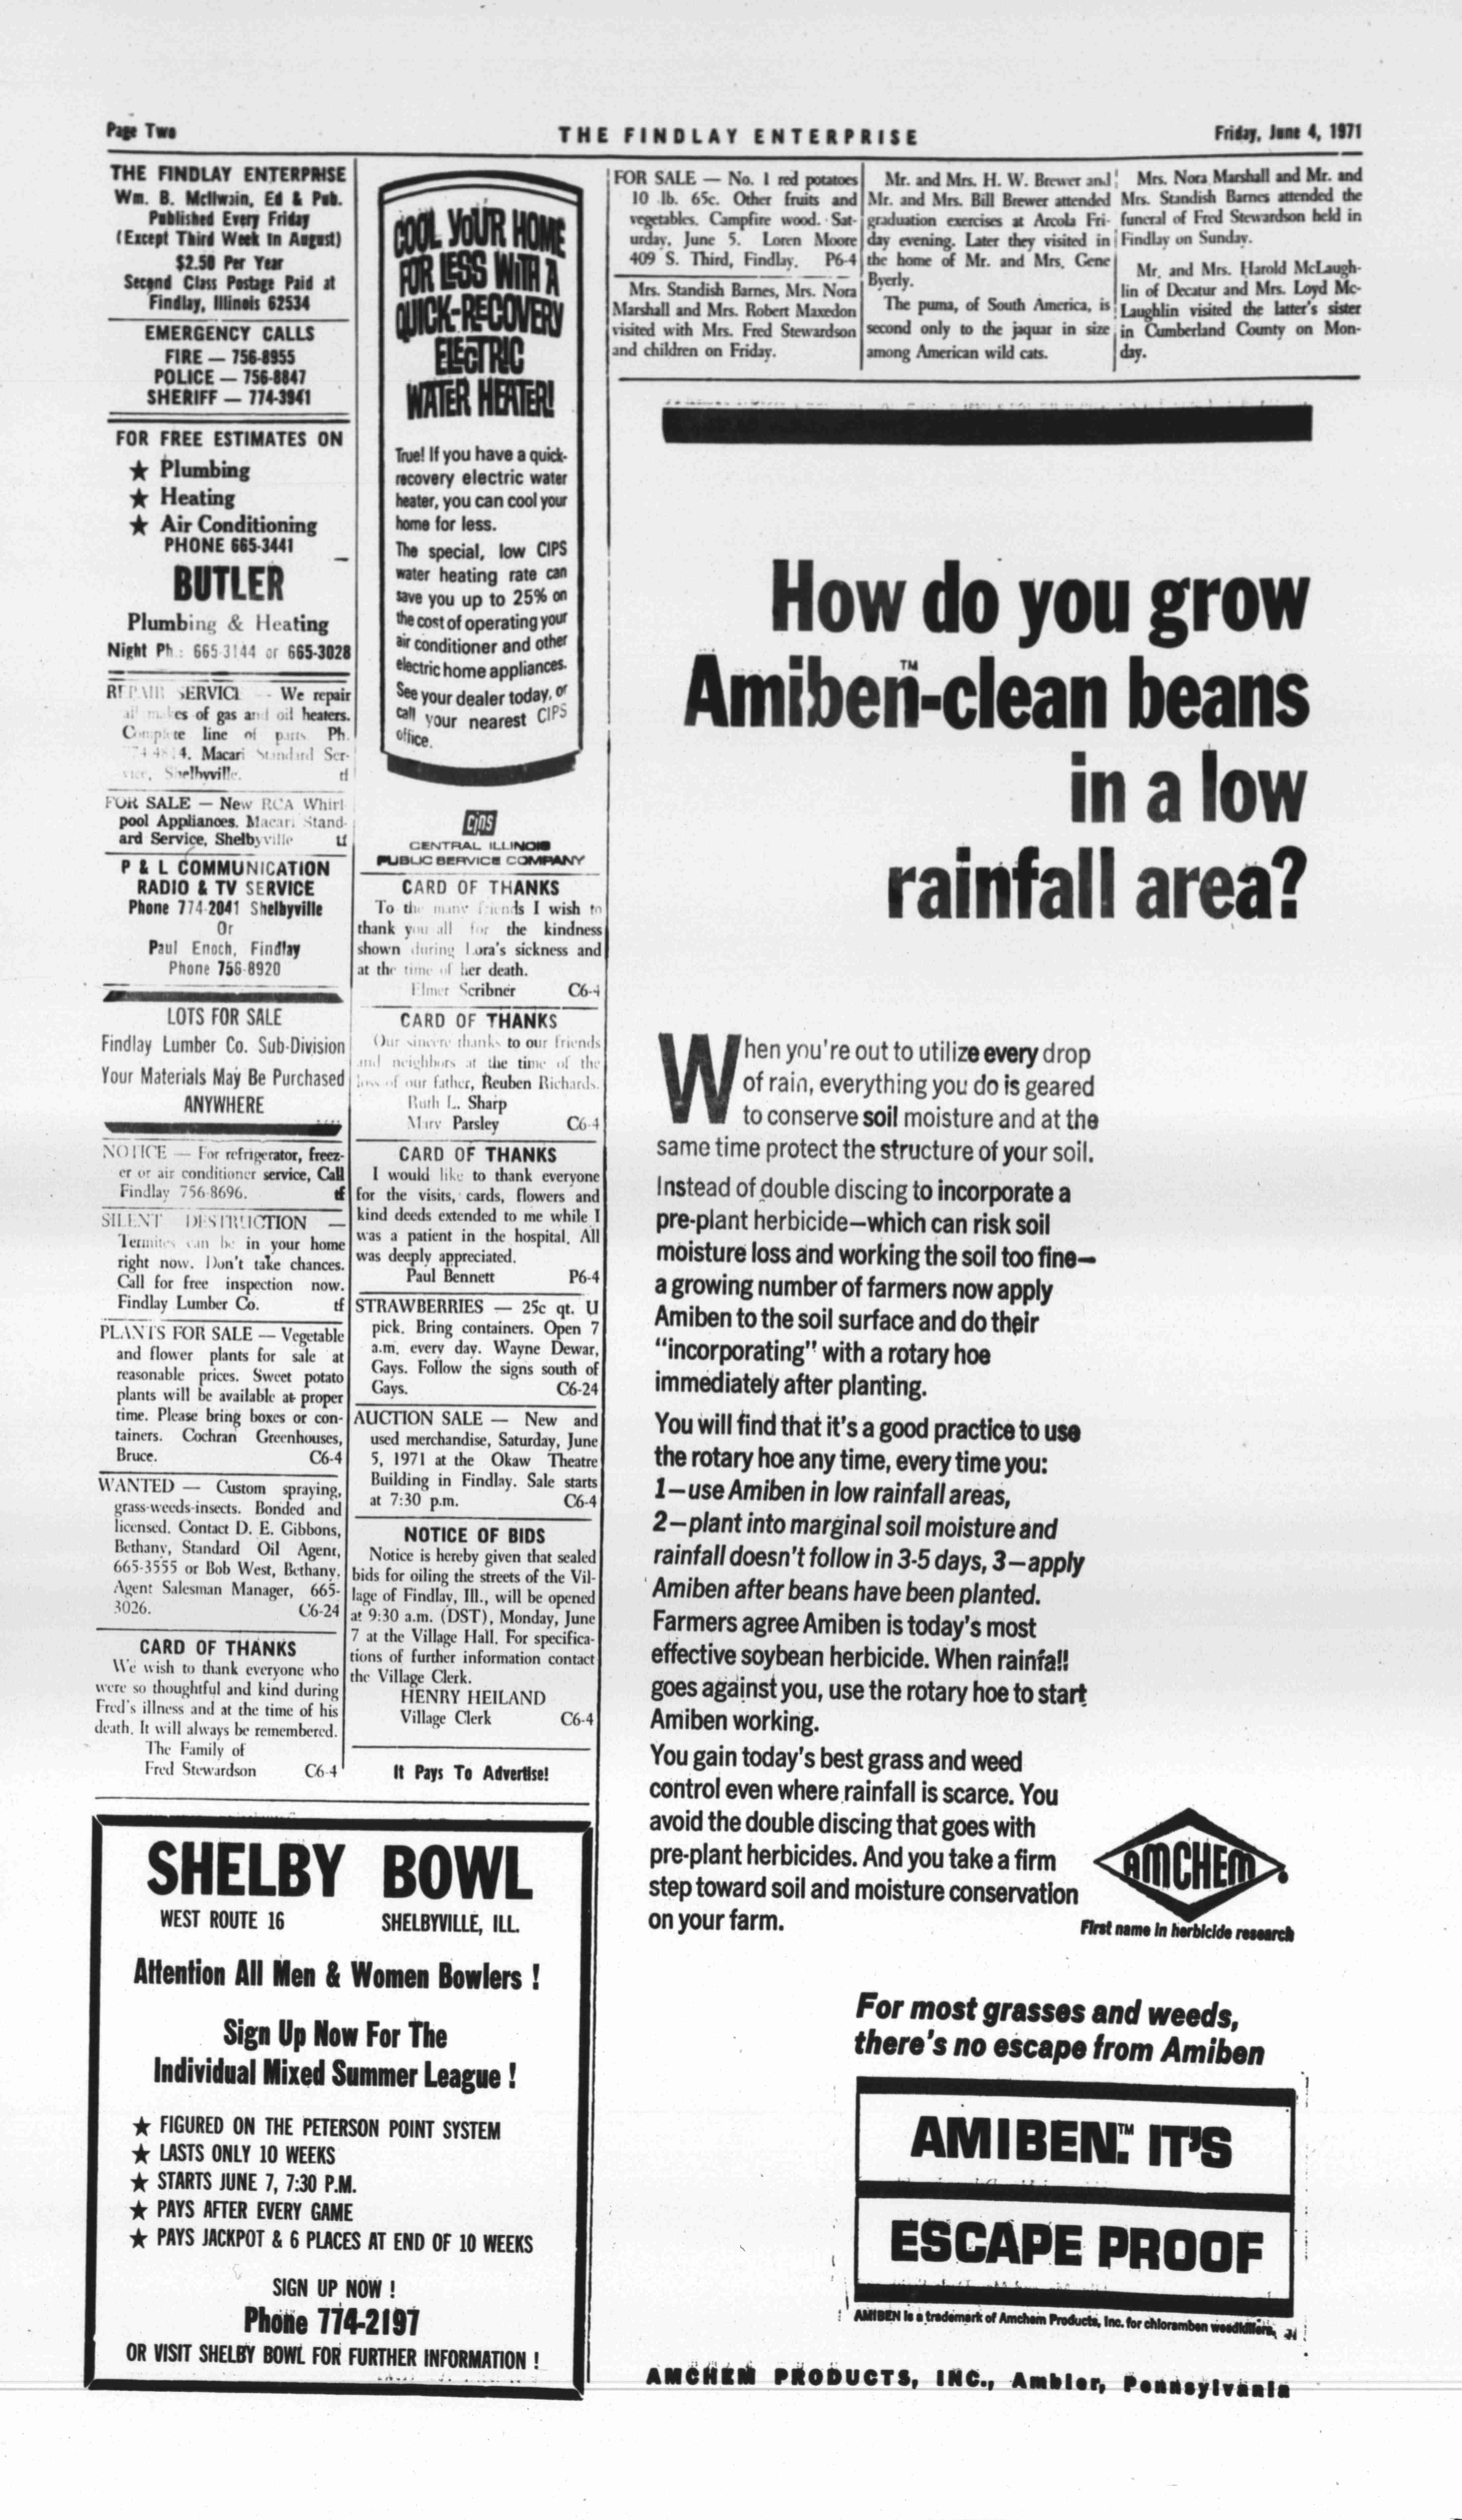 Page Two
THE FINDLAY ENTERPRISE
Friday, June 4, 1971
THE FINDLAY ENTERPRISE
Wm. B. McIlwain, Ed & Pub.
Published Every Friday
(Except Third Week in August)
$2.50 Per Year
Second Class Postage Paid at
Findlay, Illinois 62534
EMERGENCY CALLS
FIRE — 756-8955
POLICE — 756-8847
SHERIFF — 774-3941
FOR FREE ESTIMATES ON
★ Plumbing
★ Heating
★ Air Conditioning
PHONE 665-3441
BUTLER
Plumbing & Heating
Night Ph.: 665-3144 or 665-3028
REPAIR SERVICE — We repair
all makes of gas and oil heaters.
Complete line of parts. Ph.
774-4814. Macari Standard Ser-
vice, Shelbyville. tf
FOR SALE — New RCA Whirl
pool Appliances. Macari Stand-
ard Service, Shelbyville tf
P & L COMMUNICATION
RADIO & TV SERVICE
Phone 774-2041 Shelbyville
Or
Paul Enoch, Findlay
Phone 756-8920
LOTS FOR SALE
Findlay Lumber Co. Sub-Division
Your Materials May Be Purchased
ANYWHERE
NOTICE — For refrigerator, freez-
er or air conditioner service, Call
Findlay 756-8696. tf
SILENT DESTRUCTION —
Termites can be in your home
right now. Don't take chances.
Call for free inspection now.
Findlay Lumber Co. tf
PLANTS FOR SALE — Vegetable
and flower plants for sale at
reasonable prices. Sweet potato
plants will be available at proper
time. Please bring boxes or con-
tainers. Cochran Greenhouses,
Bruce. C6-4
WANTED — Custom spraying,
grass-weeds-insects. Bonded and
licensed. Contact D. E. Gibbons,
Bethany, Standard Oil Agent,
665-3555 or Bob West, Bethany,
Agent Salesman Manager, 665-
3026. C6-24
CARD OF THANKS
We wish to thank everyone who
were so thoughtful and kind during
Fred's illness and at the time of his
death. It will always be remembered.
The Family of
Fred Stewardson C6-4
COOL YOUR HOME
FOR LESS WITH A
QUICK-RECOVERY
ELECTRIC
WATER HEATER!
True! If you have a quick-
recovery electric water
heater, you can cool your
home for less.
The special, low CIPS
water heating rate can
save you up to 25% on
the cost of operating your
air conditioner and other
electric home appliances.
See your dealer today, or
call your nearest CIPS
office.
cips
CENTRAL ILLINOIS
PUBLIC SERVICE COMPANY
CARD OF THANKS
To the many friends I wish to
thank you all for the kindness
shown during Lora's sickness and
at the time of her death.
Elmer Scribner C6-4
CARD OF THANKS
Our sincere thanks to our friends
and neighbors at the time of the
loss of our father, Reuben Richards.
Ruth L. Sharp
Mary Parsley C6-4
CARD OF THANKS
I would like to thank everyone
for the visits, cards, flowers and
kind deeds extended to me while I
was a patient in the hospital. All
was deeply appreciated.
Paul Bennett P6-4
STRAWBERRIES — 25c qt. U
pick. Bring containers. Open 7
a.m. every day. Wayne Dewar,
Gays. Follow the signs south of
Gays. C6-24
AUCTION SALE — New and
used merchandise, Saturday, June
5, 1971 at the Okaw Theatre
Building in Findlay. Sale starts
at 7:30 p.m. C6-4
NOTICE OF BIDS
Notice is hereby given that sealed
bids for oiling the streets of the Vil-
lage of Findlay, Ill., will be opened
at 9:30 a.m. (DST), Monday, June
7 at the Village Hall. For specifica-
tions of further information contact
the Village Clerk.
HENRY HEILAND
Village Clerk C6-4
It Pays To Advertise!
SHELBY BOWL
WEST ROUTE 16 SHELBYVILLE, ILL.
Attention All Men & Women Bowlers !
Sign Up Now For The
Individual Mixed Summer League !
★ FIGURED ON THE PETERSON POINT SYSTEM
★ LASTS ONLY 10 WEEKS
★ STARTS JUNE 7, 7:30 P.M.
★ PAYS AFTER EVERY GAME
★ PAYS JACKPOT & 6 PLACES AT END OF 10 WEEKS
SIGN UP NOW !
Phone 774-2197
OR VISIT SHELBY BOWL FOR FURTHER INFORMATION !
FOR SALE — No. 1 red potatoes
10 lb. 65c. Other fruits and
vegetables. Campfire wood. Sat-
urday, June 5. Loren Moore
409 S. Third, Findlay. P6-4
Mrs. Standish Barnes, Mrs. Nora
Marshall and Mrs. Robert Maxedon
visited with Mrs. Fred Stewardson
and children on Friday.
Mr. and Mrs. H. W. Brewer and
Mr. and Mrs. Bill Brewer attended
graduation exercises at Arcola Fri-
day evening. Later they visited in
the home of Mr. and Mrs. Gene
Byerly.
The puma, of South America, is
second only to the jaquar in size
among American wild cats.
Mrs. Nora Marshall and Mr. and
Mrs. Standish Barnes attended the
funeral of Fred Stewardson held in
Findlay on Sunday.
Mr. and Mrs. Harold McLaugh-
lin of Decatur and Mrs. Loyd Mc-
Laughlin visited the latter's sister
in Cumberland County on Mon-
day.
How do you grow
Amiben™-clean beans
in a low
rainfall area?
When you're out to utilize every drop
of rain, everything you do is geared
to conserve soil moisture and at the
same time protect the structure of your soil.
Instead of double discing to incorporate a
pre-plant herbicide—which can risk soil
moisture loss and working the soil too fine—
a growing number of farmers now apply
Amiben to the soil surface and do their
"incorporating" with a rotary hoe
immediately after planting.
You will find that it's a good practice to use
the rotary hoe any time, every time you:
1—use Amiben in low rainfall areas,
2—plant into marginal soil moisture and
rainfall doesn't follow in 3-5 days, 3—apply
Amiben after beans have been planted.
Farmers agree Amiben is today's most
effective soybean herbicide. When rainfall
goes against you, use the rotary hoe to start
Amiben working.
You gain today's best grass and weed
control even where rainfall is scarce. You
avoid the double discing that goes with
pre-plant herbicides. And you take a firm
step toward soil and moisture conservation
on your farm.
AMCHEM
First name in herbicide research
For most grasses and weeds,
there's no escape from Amiben
AMIBEN.™ IT'S
ESCAPE PROOF
AMIBEN is a trademark of Amchem Products, Inc. for chloramben weedkillers.
AMCHEM PRODUCTS, INC., Ambler, Pennsylvania